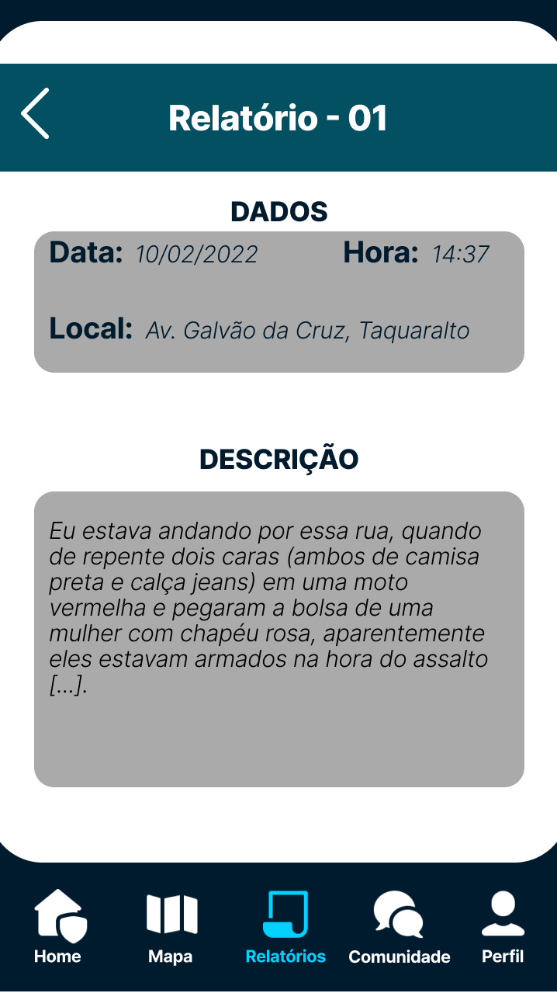 Relatório - 01
DADOS
Data: 10/02/2022 Hora: 14:37
Local: Av. Galvão da Cruz, Taquaralto
DESCRIÇÃO
Eu estava andando por essa rua, quando
de repente dois caras (ambos de camisa
preta e calça jeans) em uma moto
vermelha e pegaram a bolsa de uma
mulher com chapéu rosa, aparentemente
eles estavam armados na hora do assalto
[...].
Home Mapa Relatórios Comunidade Perfil